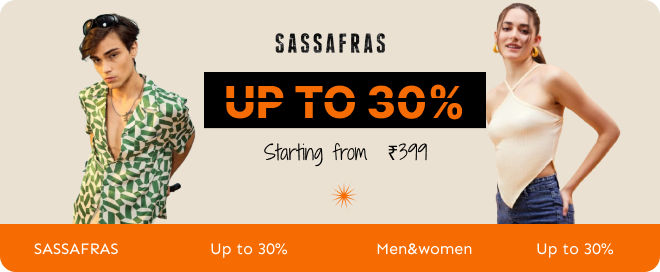 SASSAFRAS
UP TO 30%
Starting from ₹399
SASSAFRAS Up to 30% Men&women Up to 30%